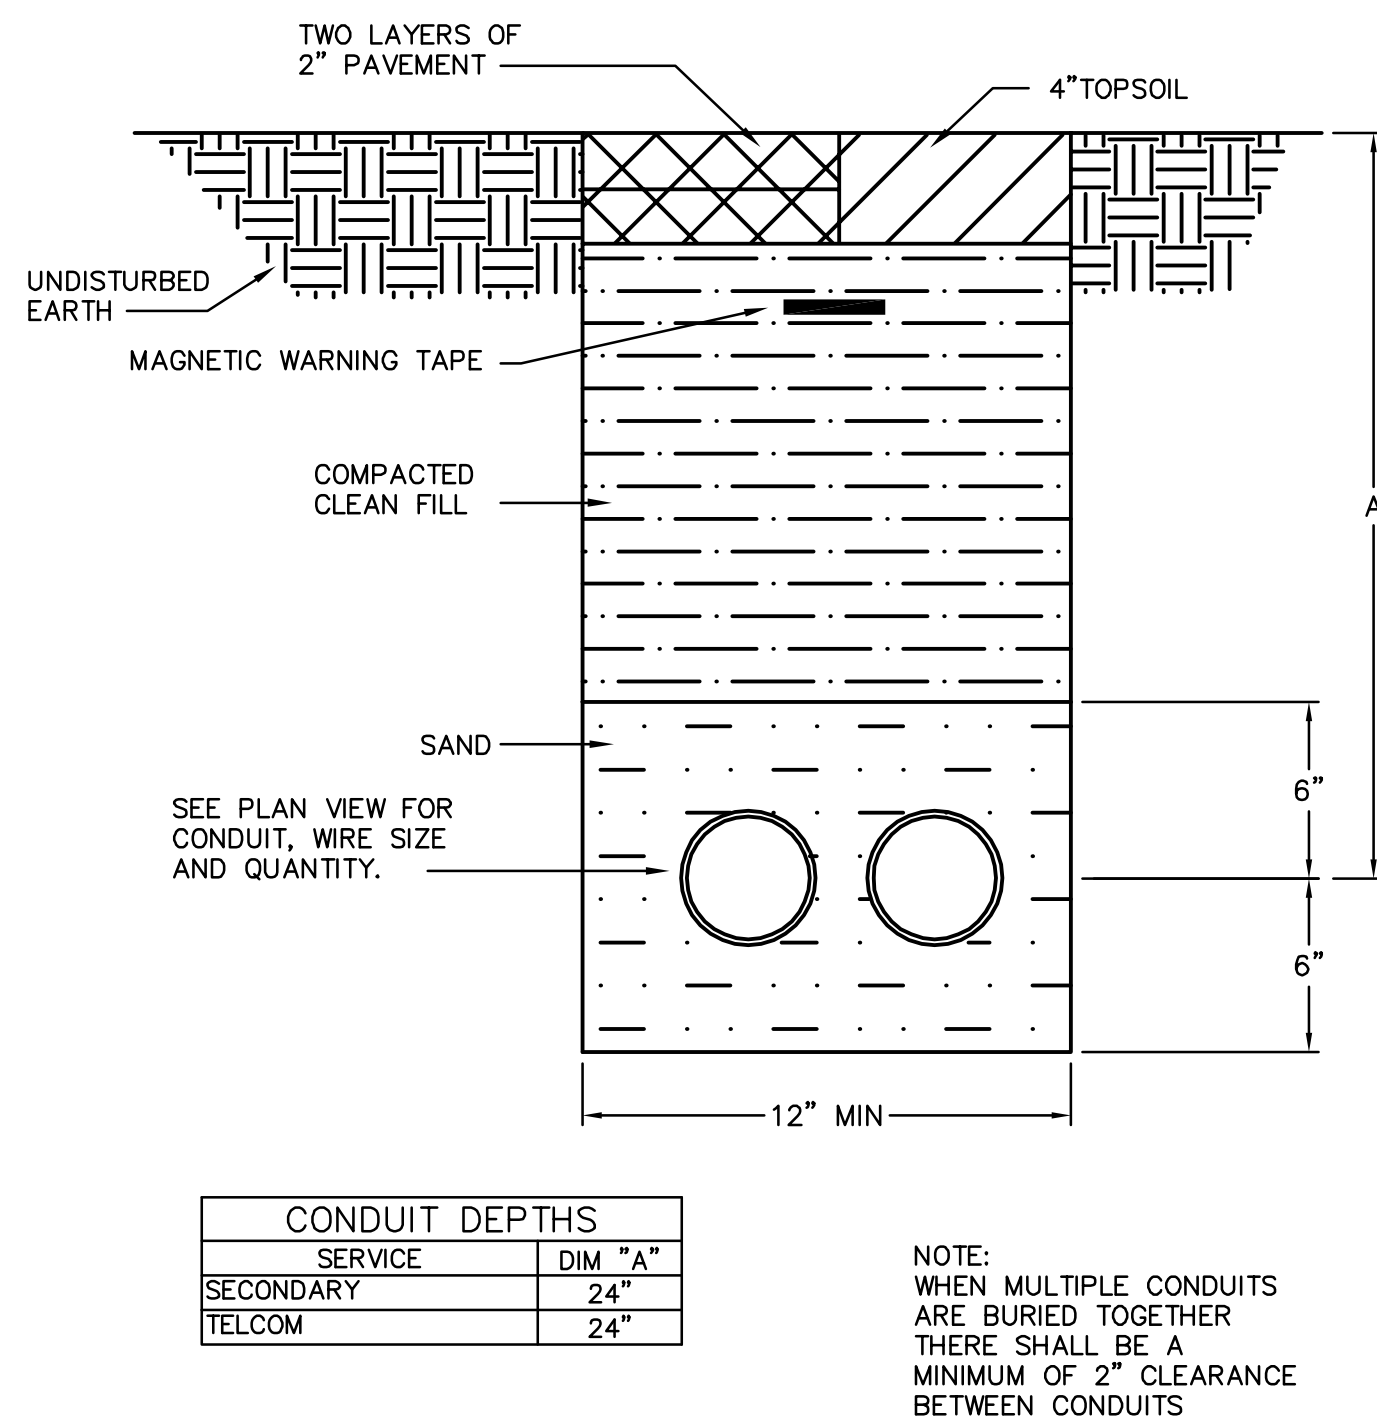 TWO LAYERS OF
2” PAVEMENT
4”TOPSOIL
UNDISTURBED
EARTH
MAGNETIC WARNING TAPE
COMPACTED
CLEAN FILL
A
SAND
6”
SEE PLAN VIEW FOR
CONDUIT, WIRE SIZE
AND QUANTITY.
6”
12” MIN
CONDUIT DEPTHS
SERVICE DIM ”A”
SECONDARY 24”
TELCOM 24”
NOTE:
WHEN MULTIPLE CONDUITS
ARE BURIED TOGETHER
THERE SHALL BE A
MINIMUM OF 2” CLEARANCE
BETWEEN CONDUITS